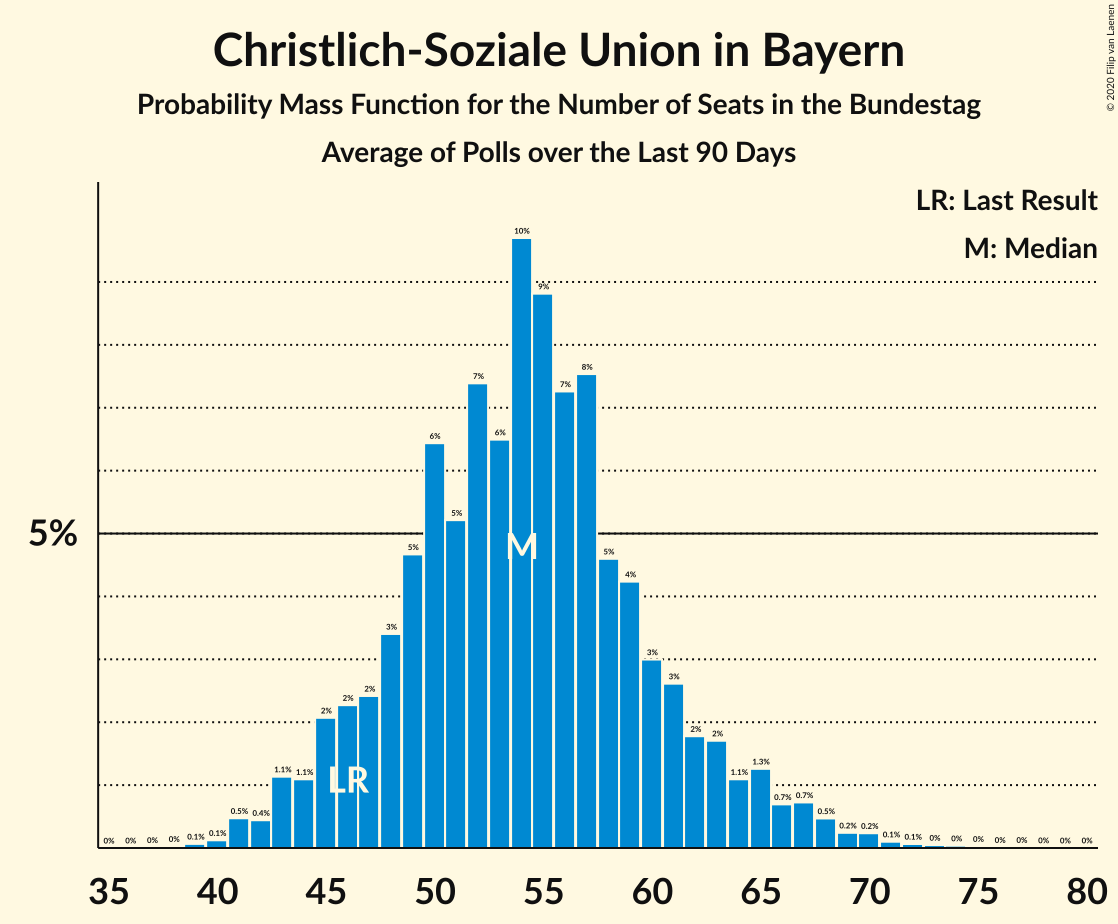 Christlich-Soziale Union in Bayern
Probability Mass Function for the Number of Seats in the Bundestag
Average of Polls over the Last 90 Days
© 2020 Filip van Laenen
LR: Last Result
M: Median
5%
0% 0% 0% 0% 0.1% 0.1% 0.5% 0.4% 1.1% 1.1% 2% 2% 2% 3% 5% 6% 5% 7% 6% 10% 9% 7% 8% 5% 4% 3% 3% 2% 2% 1.1% 1.3% 0.7% 0.7% 0.5% 0.2% 0.2% 0.1% 0.1% 0% 0% 0% 0% 0% 0% 0% 0%
M
LR
35 40 45 50 55 60 65 70 75 80